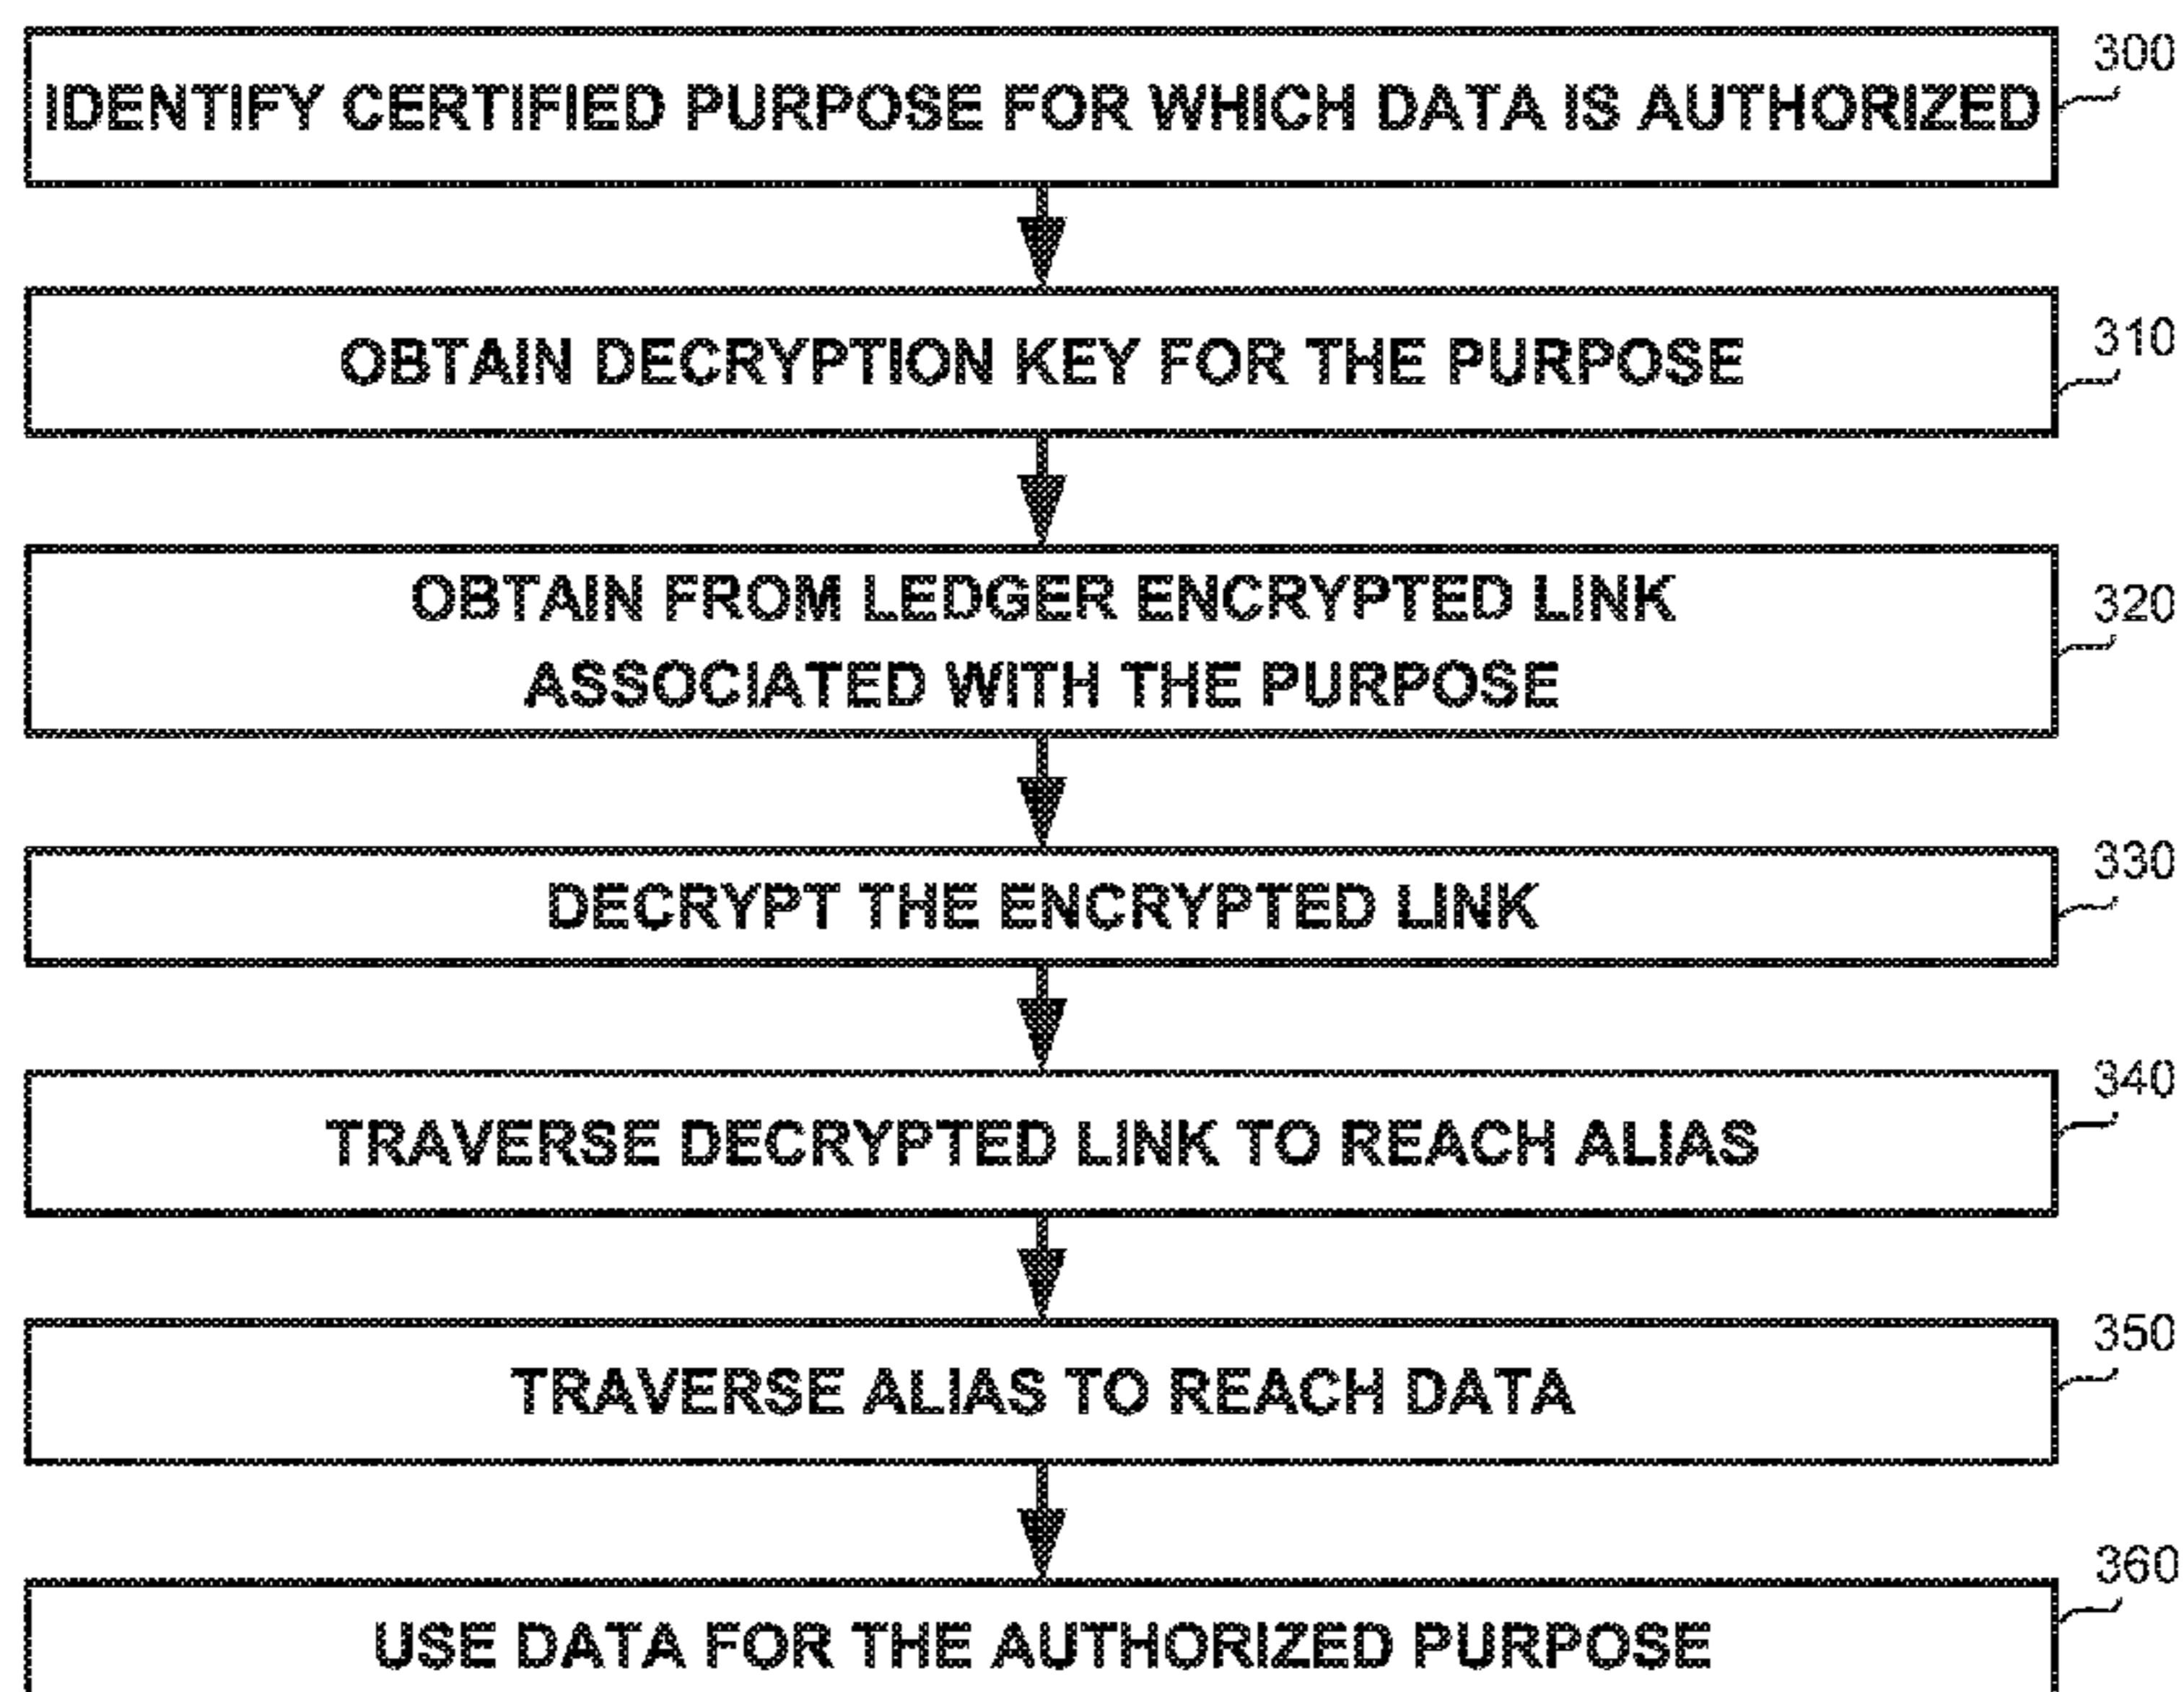 300
IDENTIFY CERTIFIED PURPOSE FOR WHICH DATA IS AUTHORIZED
310
OBTAIN DECRYPTION KEY FOR THE PURPOSE
320
OBTAIN FROM LEDGER ENCRYPTED LINK
ASSOCIATED WITH THE PURPOSE
330
DECRYPT THE ENCRYPTED LINK
340
TRAVERSE DECRYPTED LINK TO REACH ALIAS
350
TRAVERSE ALIAS TO REACH DATA
360
USE DATA FOR THE AUTHORIZED PURPOSE